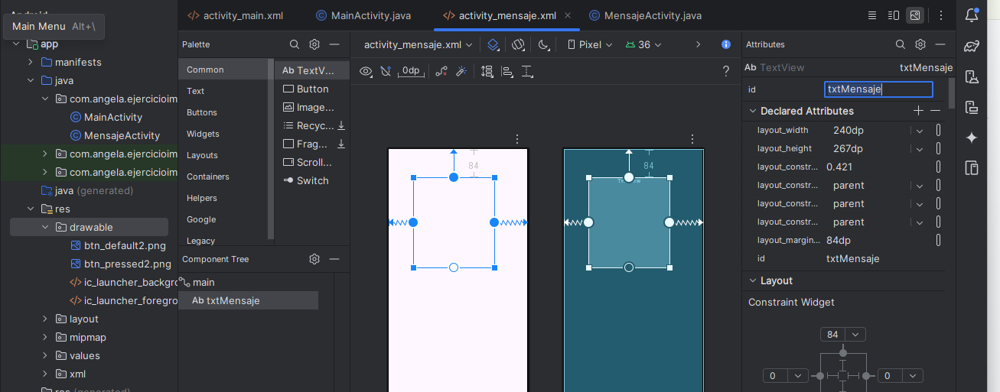 Main Menu Alt+\
activity_main.xml
MainActivity.java
activity_mensaje.xml
MensajeActivity.java
app
manifests
java
com.angela.ejercicioim
MainActivity
MensajeActivity
com.angela.ejercicioim
com.angela.ejercicioim
java (generated)
res
drawable
btn_default2.png
btn_pressed2.png
ic_launcher_backgro
ic_launcher_foregro
layout
mipmap
values
xml
res (generated)
Palette
Common
Text
Buttons
Widgets
Layouts
Containers
Helpers
Google
Legacy
Ab TextV...
Button
Image...
Recyc...
Frag...
Scroll...
Switch
Component Tree
main
Ab txtMensaje
activity_mensaje.xml
Pixel
36
0dp
?
84
84
Attributes
Ab TextView
txtMensaje
id
txtMensaje
Declared Attributes
layout_width 240dp
layout_height 267dp
layout_constr... 0.421
layout_constr... parent
layout_constr... parent
layout_constr... parent
layout_margin... 84dp
id txtMensaje
Layout
Constraint Widget
84
0
0